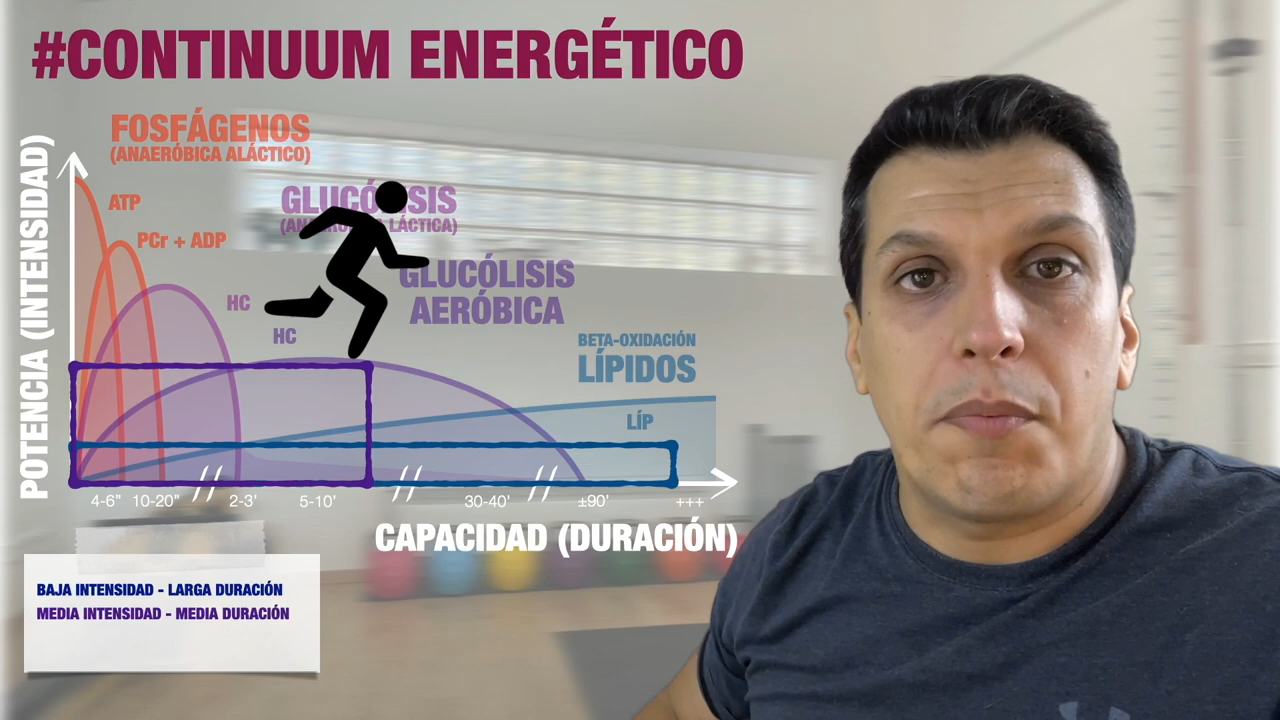 #CONTINUUM ENERGÉTICO
FOSFÁGENOS
(ANAERÓBICA ALÁCTICO)
ATP
PCr + ADP
LÁCTICA)
HC
HC
GLUCÓLISIS
AERÓBICA
BETA-OXIDACIÓN
LÍPIDOS
LÍP
POTENCIA (INTENSIDAD)
4-6" 10-20" 2-3' 5-10' 30-40' ±90' +++
CAPACIDAD (DURACIÓN)
BAJA INTENSIDAD - LARGA DURACIÓN
MEDIA INTENSIDAD - MEDIA DURACIÓN